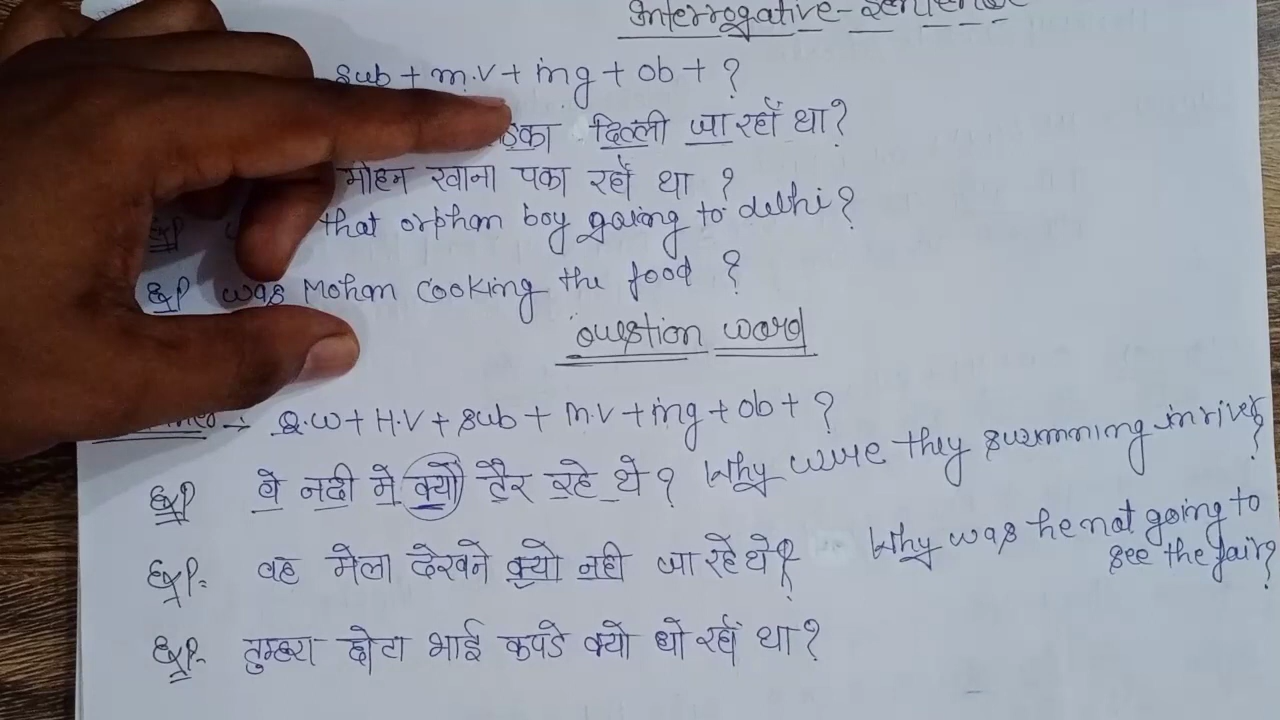 Interrogative-Sentence
sub + m.v + ing + ob + ?
दिल्ली जा रहाँ था?
मोहन खाना पका रहाँ था ?
Exp that orphan boy going to delhi?
Exp was Mohan cooking the food ?
Question word
→ Q.W + H.V + sub + m.v + ing + ob + ?
Exp वे नदी मे क्यों तैर रहे थे? Why were they swimming in river?
Exp- वह मेला देखने क्यो नही जा रहे थे? Why was he not going to
see the fair?
Exp- तुम्हरा छोटा भाई कपडे क्यो धो रहाँ था?